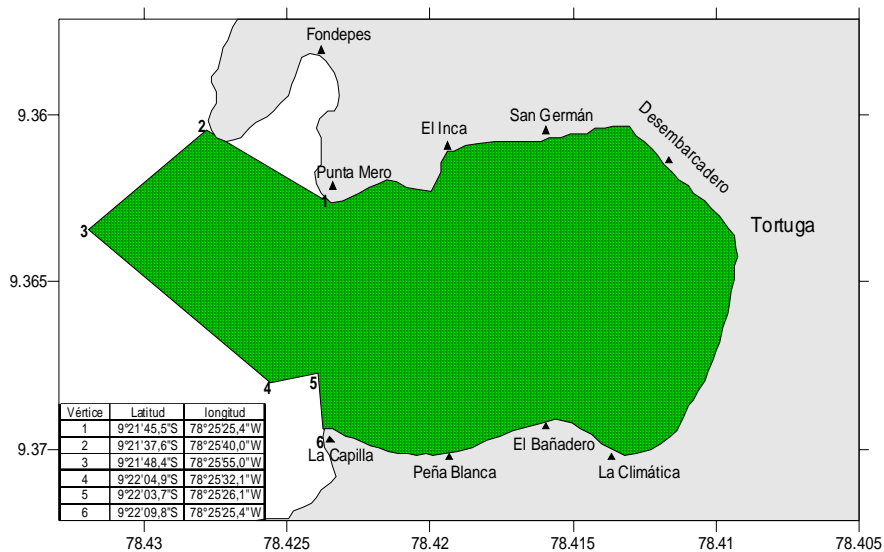 Fondepes
9.36
2
El Inca
San Germán
Desembarcadero
Punta Mero
1
3
Tortuga
9.365
4
5
Vértice Latitud longitud
1 9°21'45,5"S 78°25'25,4"W
2 9°21'37,6"S 78°25'40,0"W
3 9°21'48,4"S 78°25'55,0"W
4 9°22'04,9"S 78°25'32,1"W
5 9°22'03,7"S 78°25'26,1"W
6 9°22'09,8"S 78°25'25,4"W
6
La Capilla
9.37
Peña Blanca
El Bañadero
La Climática
78.43 78.425 78.42 78.415 78.41 78.405